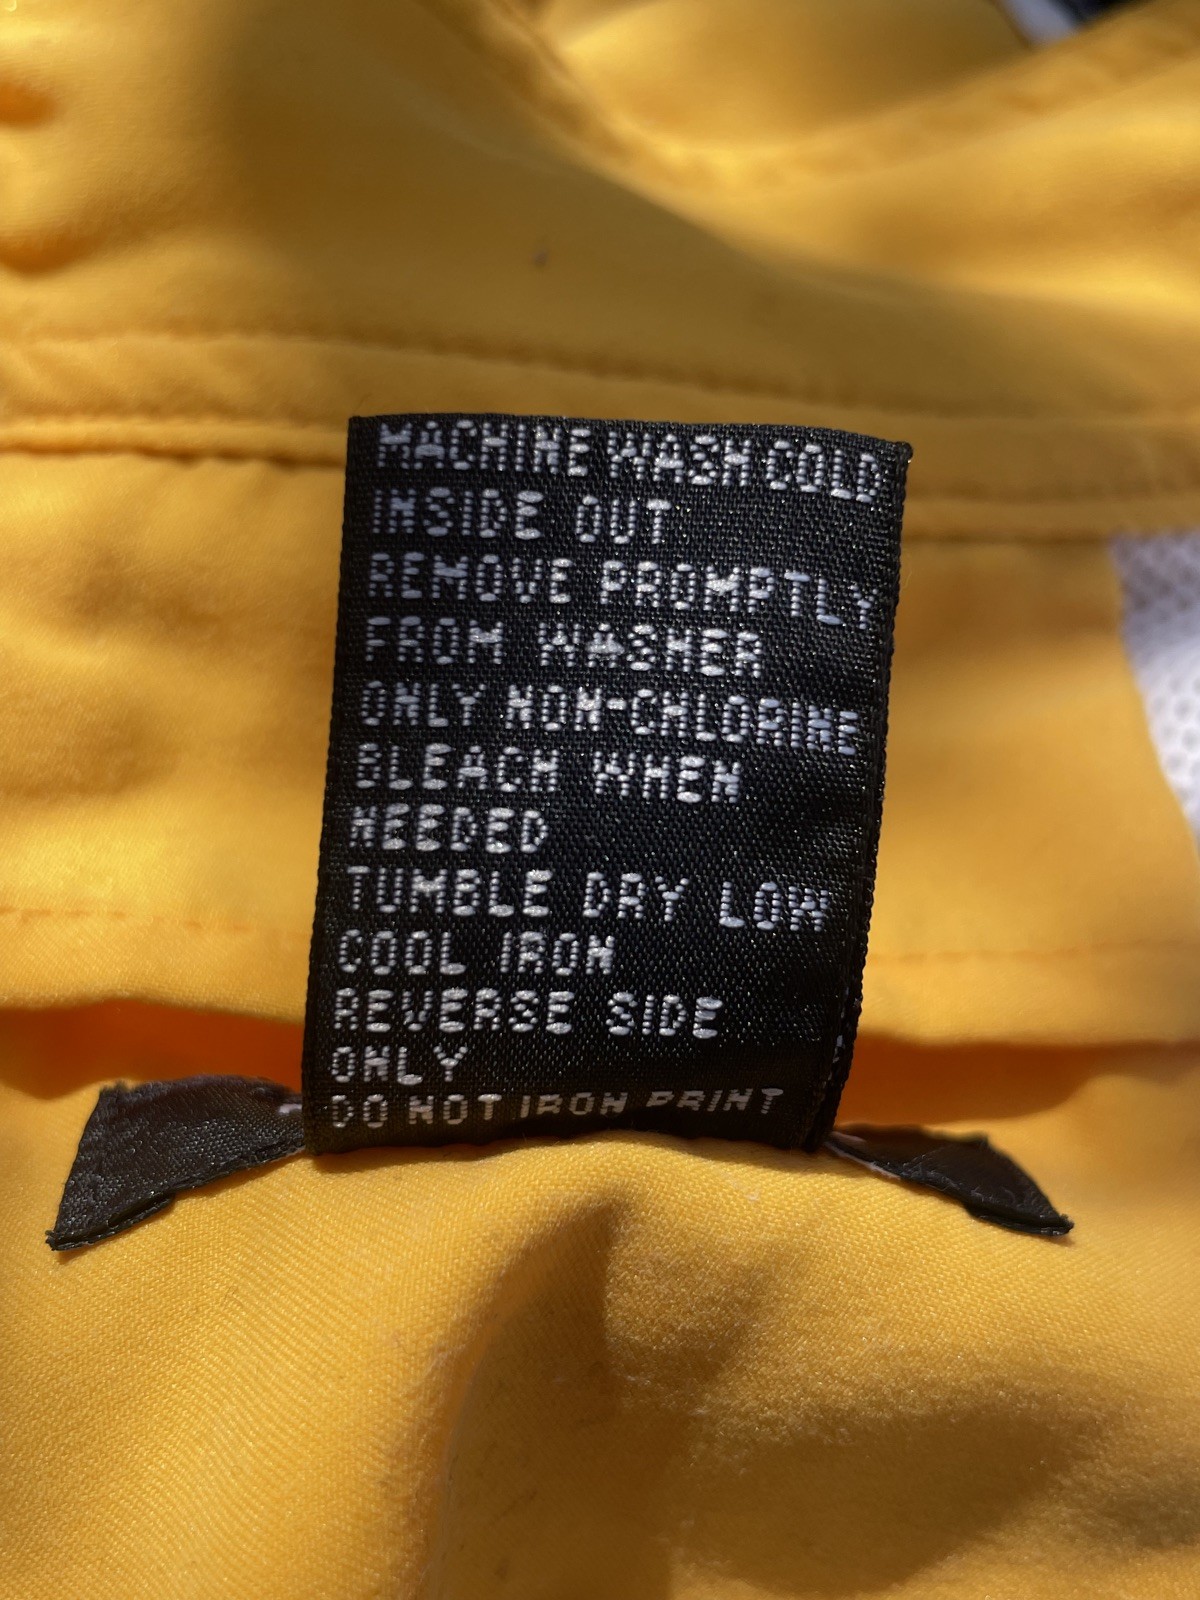 MACHINE WASH COLD
INSIDE OUT
REMOVE PROMPTLY
FROM WASHER
ONLY NON-CHLORINE
BLEACH WHEN
NEEDED
TUMBLE DRY LOW
COOL IRON
REVERSE SIDE
ONLY
DO NOT IRON PRINT